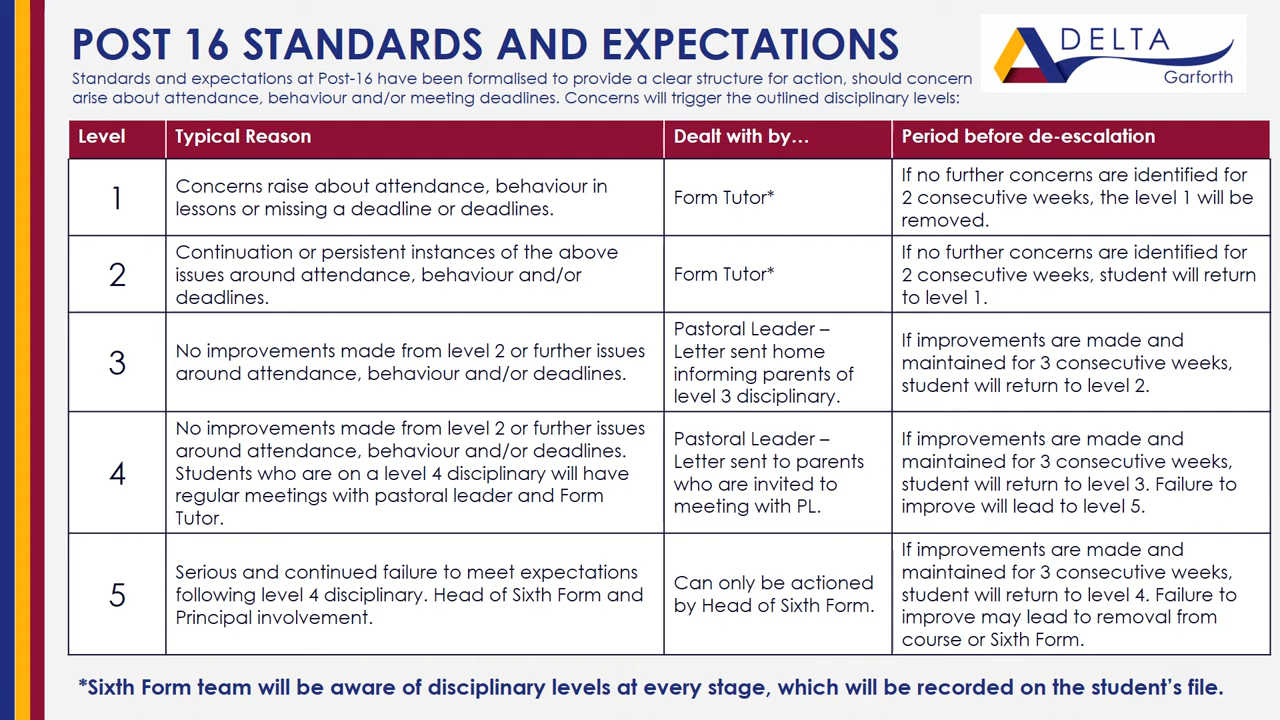 POST 16 STANDARDS AND EXPECTATIONS
DELTA
Garforth
Standards and expectations at Post-16 have been formalised to provide a clear structure for action, should concern
arise about attendance, behaviour and/or meeting deadlines. Concerns will trigger the outlined disciplinary levels:
Level
Typical Reason
Dealt with by...
Period before de-escalation
1
Concerns raise about attendance, behaviour in
lessons or missing a deadline or deadlines.
Form Tutor*
If no further concerns are identified for
2 consecutive weeks, the level 1 will be
removed.
2
Continuation or persistent instances of the above
issues around attendance, behaviour and/or
deadlines.
Form Tutor*
If no further concerns are identified for
2 consecutive weeks, student will return
to level 1.
3
No improvements made from level 2 or further issues
around attendance, behaviour and/or deadlines.
Pastoral Leader –
Letter sent home
informing parents of
level 3 disciplinary.
If improvements are made and
maintained for 3 consecutive weeks,
student will return to level 2.
4
No improvements made from level 2 or further issues
around attendance, behaviour and/or deadlines.
Students who are on a level 4 disciplinary will have
regular meetings with pastoral leader and Form
Tutor.
Pastoral Leader –
Letter sent to parents
who are invited to
meeting with PL.
If improvements are made and
maintained for 3 consecutive weeks,
student will return to level 3. Failure to
improve will lead to level 5.
5
Serious and continued failure to meet expectations
following level 4 disciplinary. Head of Sixth Form and
Principal involvement.
Can only be actioned
by Head of Sixth Form.
If improvements are made and
maintained for 3 consecutive weeks,
student will return to level 4. Failure to
improve may lead to removal from
course or Sixth Form.
*Sixth Form team will be aware of disciplinary levels at every stage, which will be recorded on the student's file.